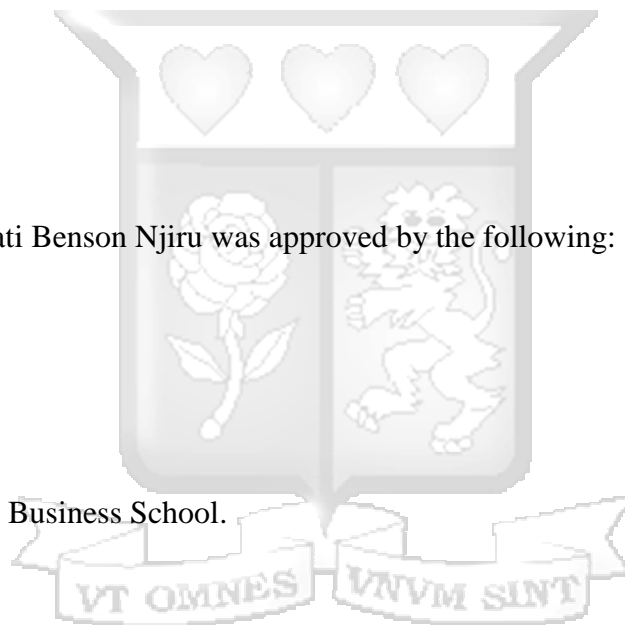 ati Benson Njiru was approved by the following:
Business School.
VT OMNES VNVM SINT